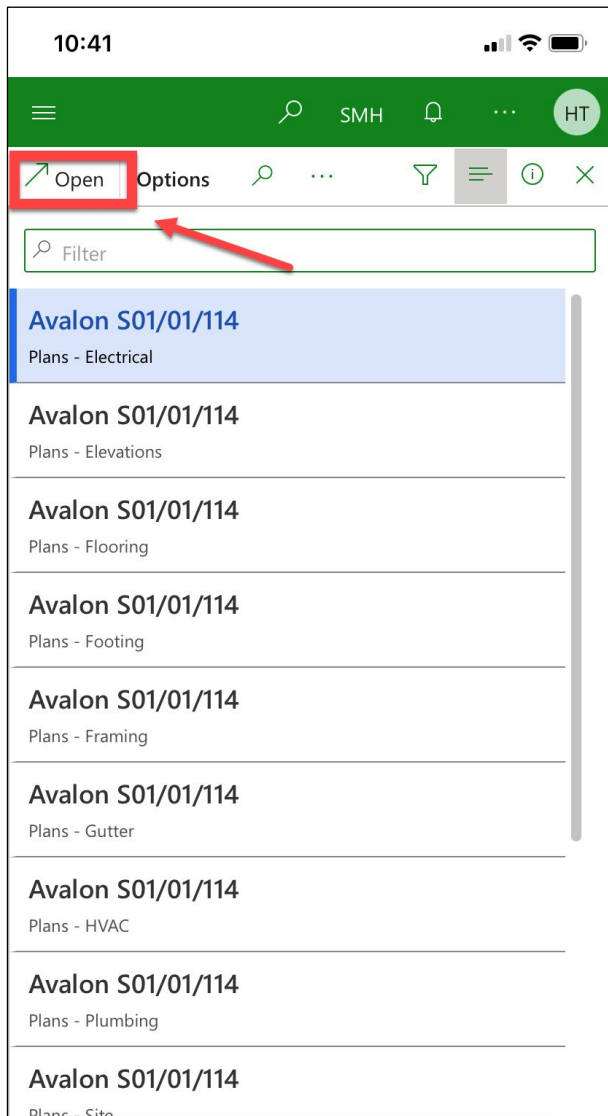 10:41
SMH HT
Open Options
Filter
Avalon S01/01/114
Plans - Electrical
Avalon S01/01/114
Plans - Elevations
Avalon S01/01/114
Plans - Flooring
Avalon S01/01/114
Plans - Footing
Avalon S01/01/114
Plans - Framing
Avalon S01/01/114
Plans - Gutter
Avalon S01/01/114
Plans - HVAC
Avalon S01/01/114
Plans - Plumbing
Avalon S01/01/114
Plans - Site